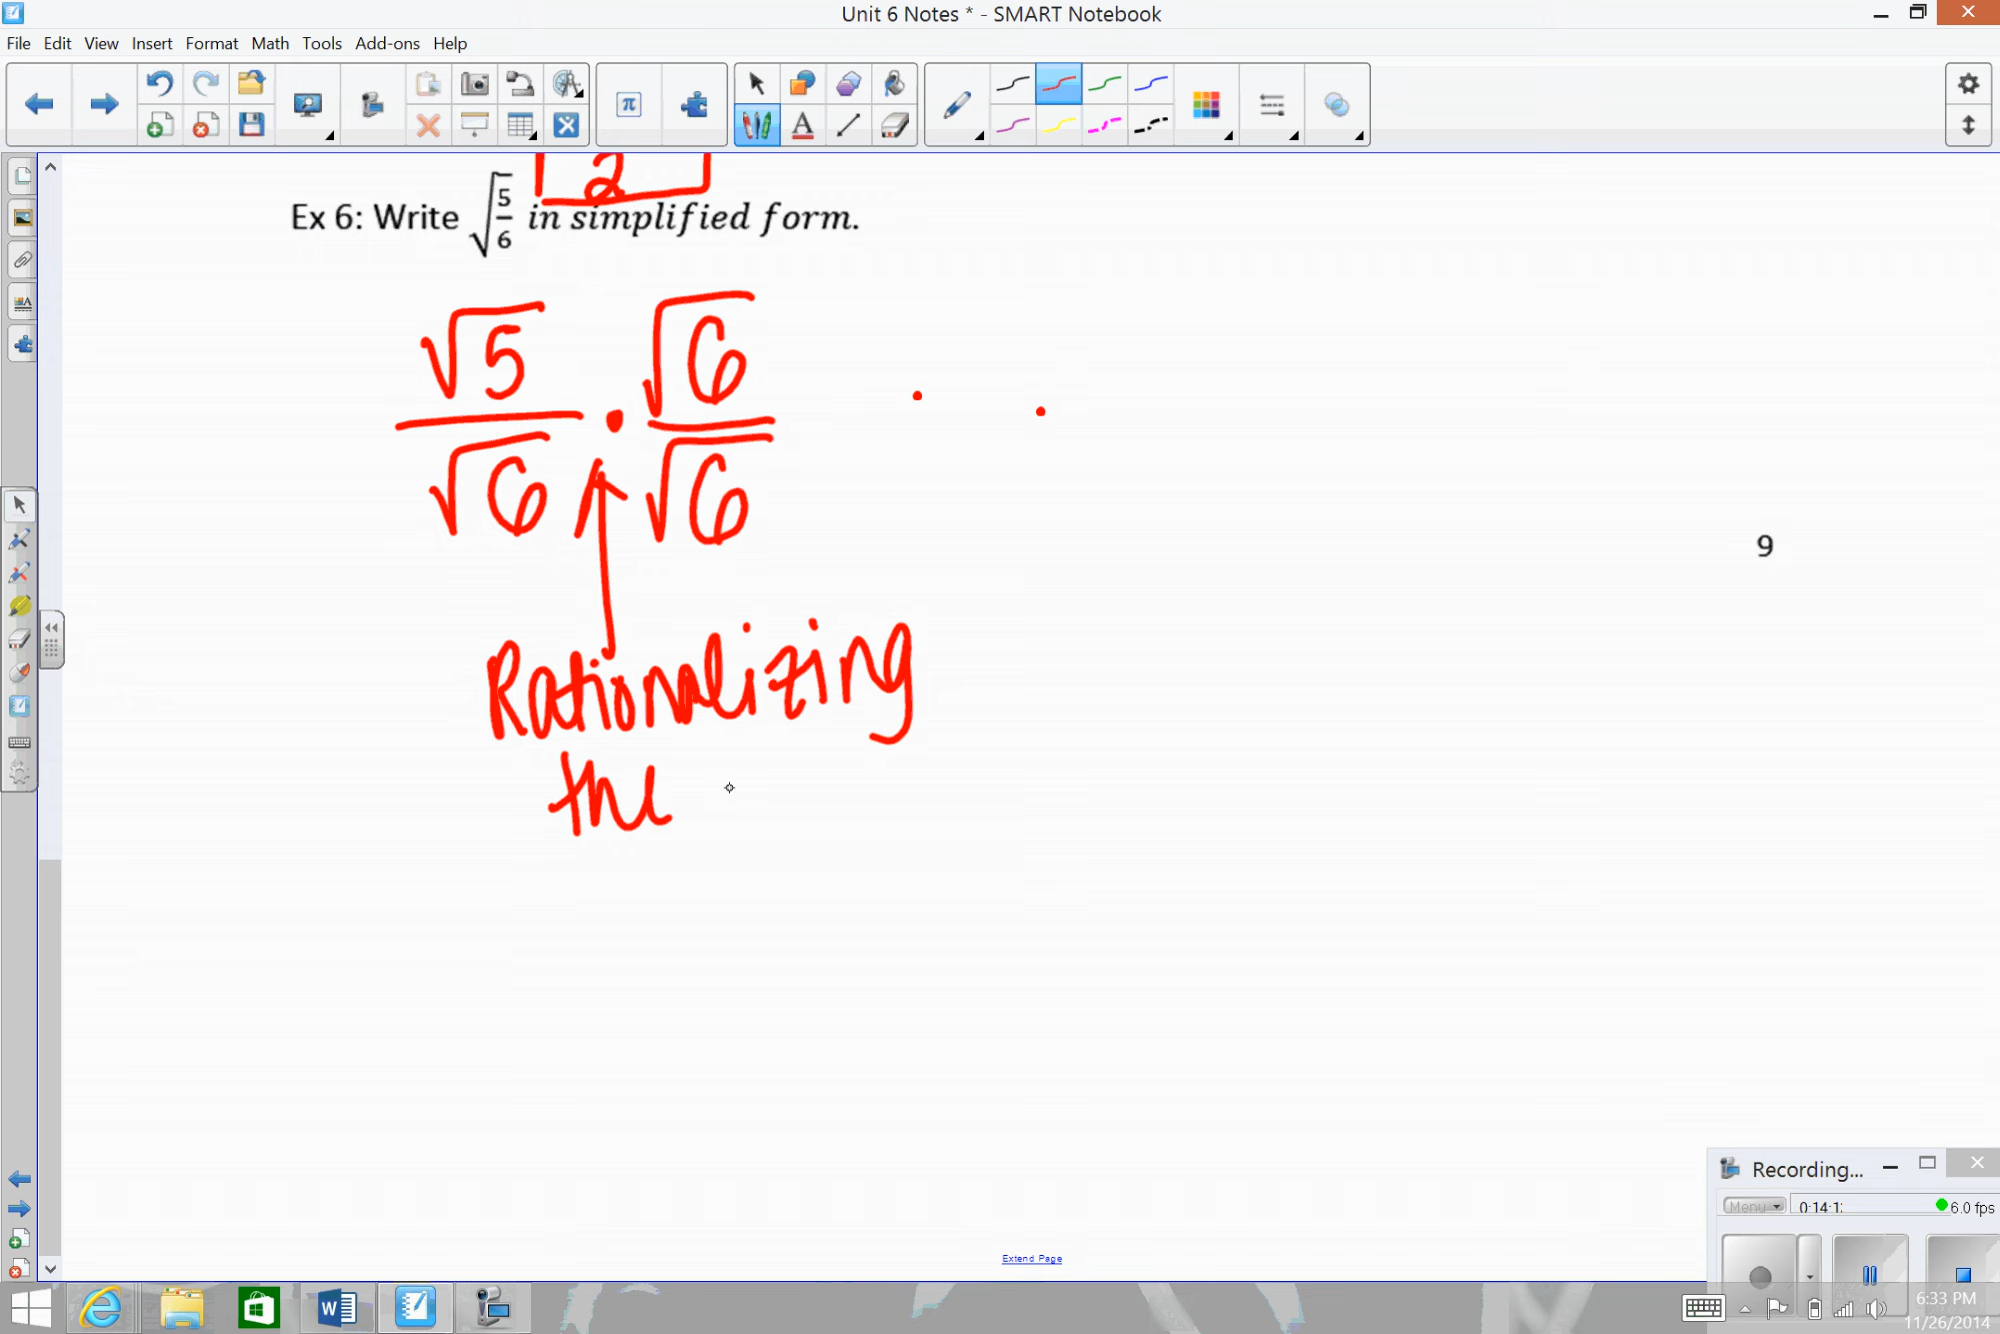 Unit 6 Notes * - SMART Notebook
File Edit View Insert Format Math Tools Add-ons Help
2
Ex 6: Write √5/6 in simplified form.
√5/√6 · √6/√6
9
Rationalizing
the
Recording...
Menu 0:14:1 6.0 fps
Extend Page
6:33 PM
11/26/2014